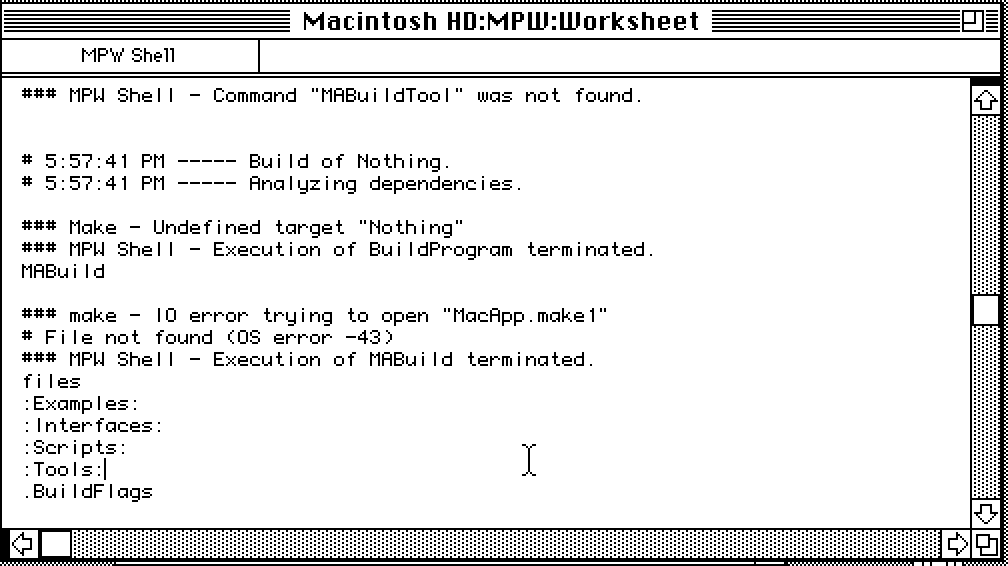 Macintosh HD:MPW:Worksheet
MPW Shell
### MPW Shell - Command "MABuildTool" was not found.
# 5:57:41 PM ----- Build of Nothing.
# 5:57:41 PM ----- Analyzing dependencies.
### Make - Undefined target "Nothing"
### MPW Shell - Execution of BuildProgram terminated.
MABuild
### make - IO error trying to open "MacApp.make1"
# File not found (OS error -43)
### MPW Shell - Execution of MABuild terminated.
files
:Examples:
:Interfaces:
:Scripts:
:Tools:
.BuildFlags